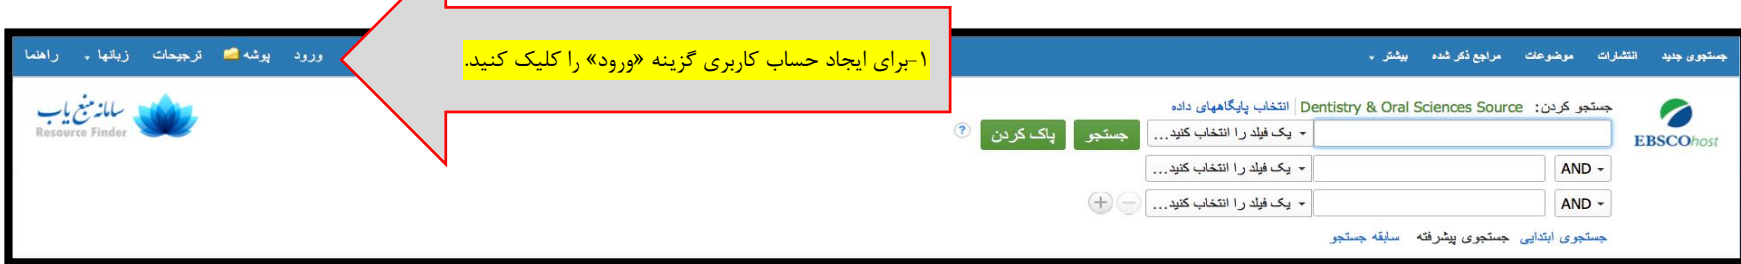 جستجوی جدید انتشارات موضوعات مراجع ذکر شده بیشتر
ورود پوشه ترجیحات زبانها راهنما
۱-برای ایجاد حساب کاربری گزینه «ورود» را کلیک کنید.
EBSCOhost
جستجو کردن: Dentistry & Oral Sciences Source | انتخاب پایگاههای داده
یک فیلد را انتخاب کنید... جستجو پاک کردن ?
AND یک فیلد را انتخاب کنید...
AND یک فیلد را انتخاب کنید...
جستجوی ابتدایی جستجوی پیشرفته سابقه جستجو
سامانه منبع یاب
Resource Finder